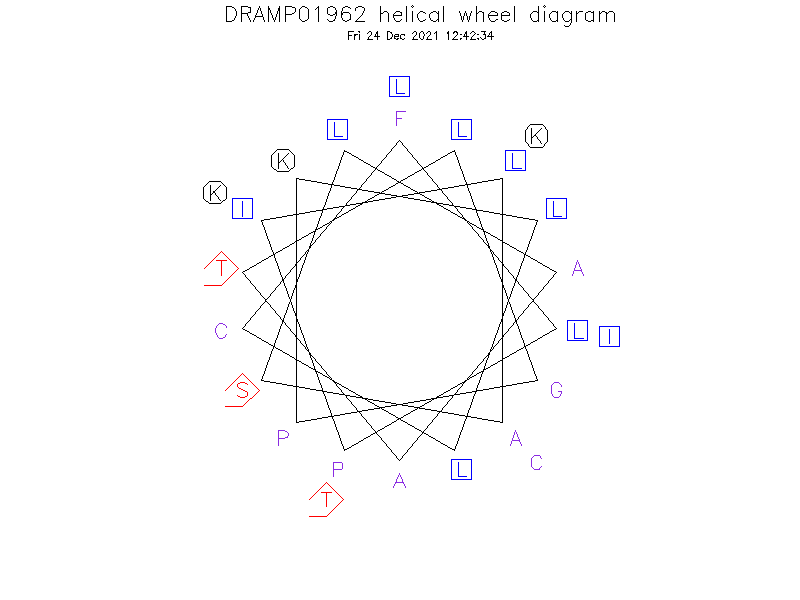 DRAMP01962 helical wheel diagram
Fri 24 Dec 2021 12:42:34
L
F
L L
K
K L
K
I L
T A
C L I
S G
P A
C
P L
A
T